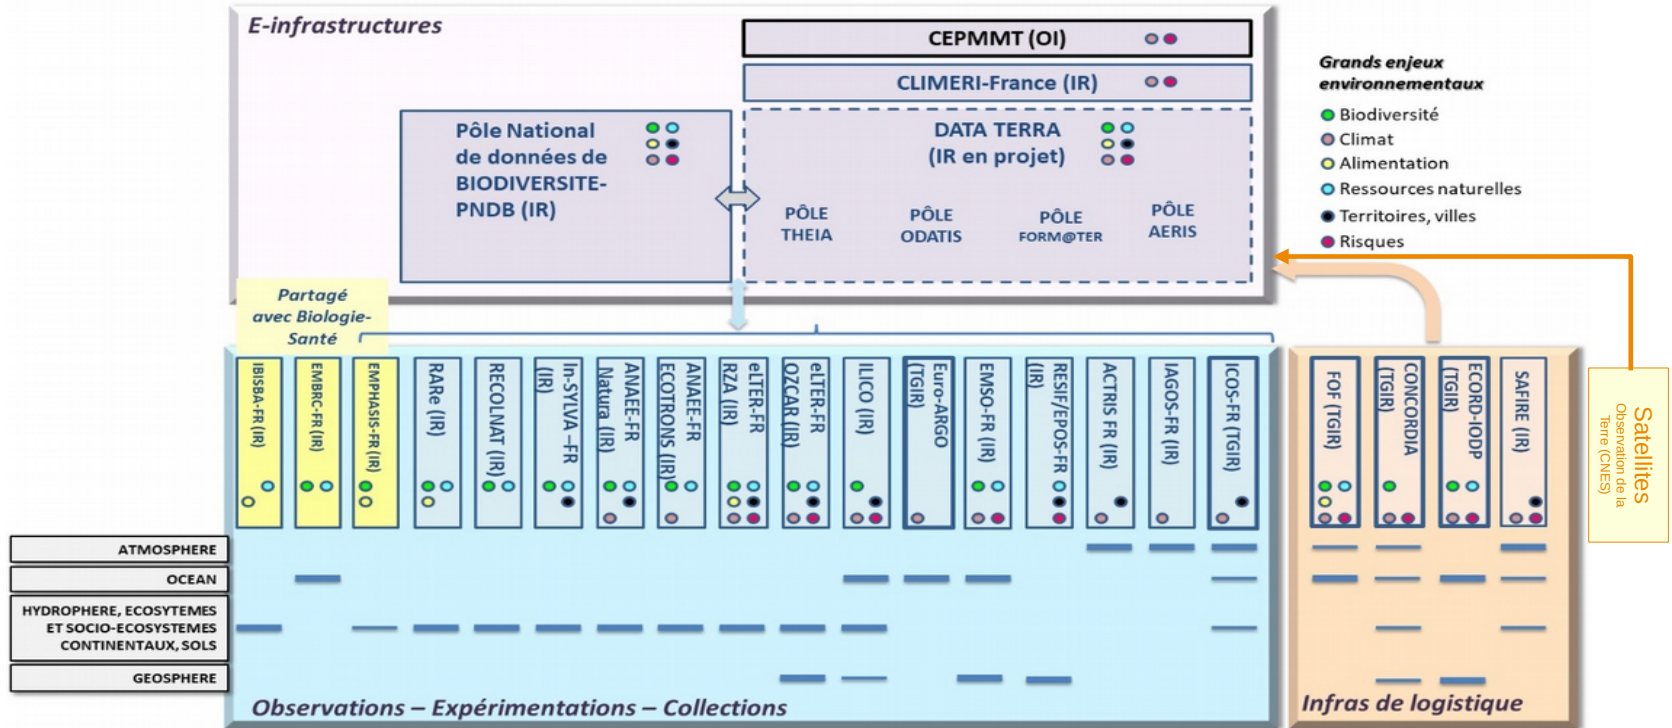 E-infrastructures
CEPMMT (OI)
CLIMERI-France (IR)
Pôle National
de données de
BIODIVERSITE-
PNDB (IR)
DATA TERRA
(IR en projet)
PÔLE
THEIA
PÔLE
ODATIS
PÔLE
FORM@TER
PÔLE
AERIS
Grands enjeux
environnementaux
Biodiversité
Climat
Alimentation
Ressources naturelles
Territoires, villes
Risques
Partagé
avec Biologie-
Santé
IBISBA-FR (IR)
EMBRC-FR (IR)
EMPHASIS-FR (IR)
RARe (IR)
RECOLNAT (IR)
In-SYLVA –FR
(IR)
ANAEE-FR
Natura (IR)
ANAEE-FR
ECOTRONS (IR)
eLTER-FR
RZA (IR)
eLTER-FR
OZCAR (IR)
ILICO (IR)
Euro-ARGO
(TGIR)
EMSO-FR (IR)
RESIF/EPOS-FR
(IR)
ACTRIS FR (IR)
IAGOS-FR (IR)
ICOS-FR (TGIR)
FOF (TGIR)
CONCORDIA
(TGIR)
ECORD-IODP
(TGIR)
SAFIRE (IR)
Satellites
Observation de la
Terre (CNES)
ATMOSPHERE
OCEAN
HYDROPHERE, ECOSYTEMES
ET SOCIO-ECOSYSTEMES
CONTINENTAUX, SOLS
GEOSPHERE
Observations – Expérimentations – Collections
Infras de logistique